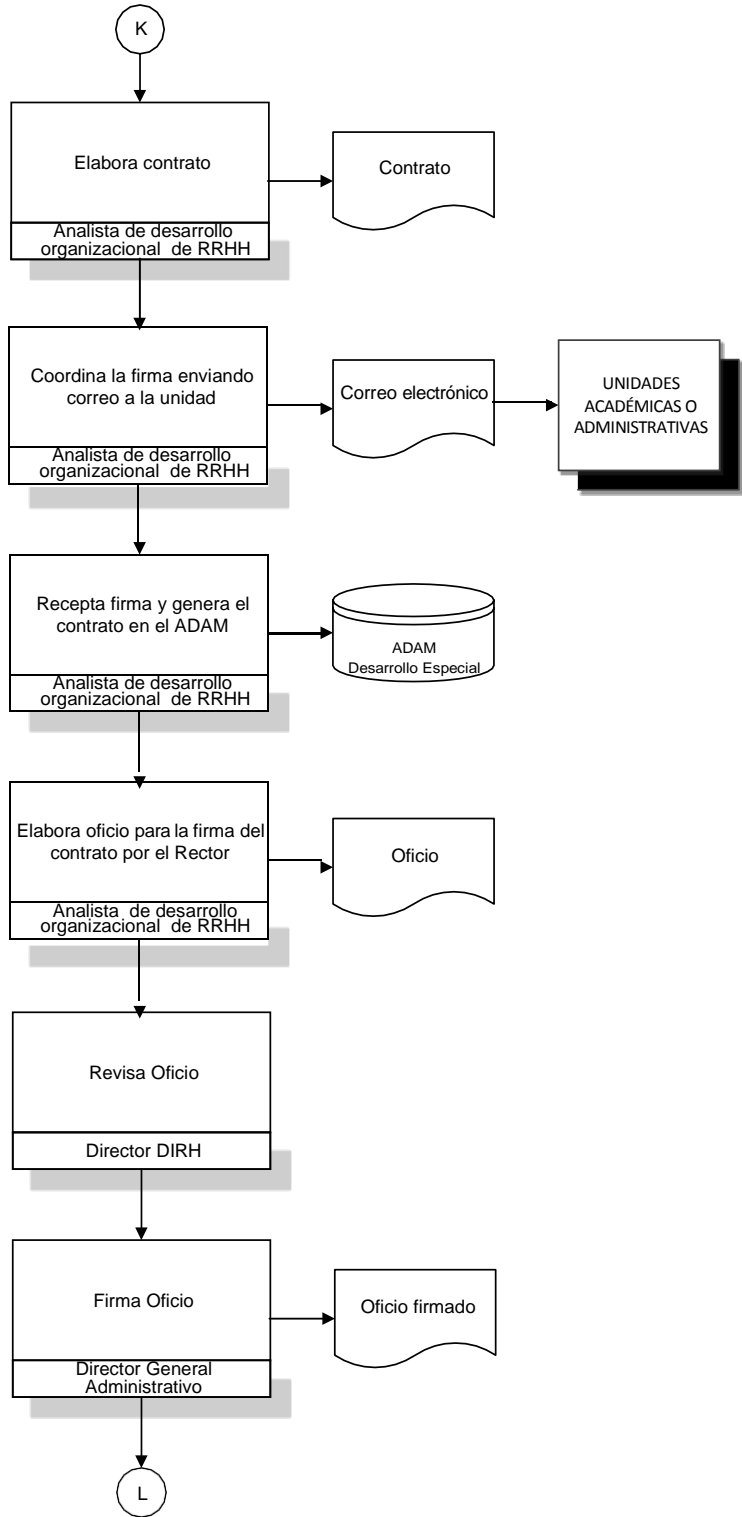 K
Elabora contrato
Analista de desarrollo
organizacional de RRHH
Contrato
Coordina la firma enviando
correo a la unidad
Analista de desarrollo
organizacional de RRHH
Correo electrónico
UNIDADES
ACADÉMICAS O
ADMINISTRATIVAS
Recepta firma y genera el
contrato en el ADAM
Analista de desarrollo
organizacional de RRHH
ADAM
Desarrollo Especial
Elabora oficio para la firma del
contrato por el Rector
Analista de desarrollo
organizacional de RRHH
Oficio
Revisa Oficio
Director DIRH
Firma Oficio
Director General
Administrativo
Oficio firmado
L